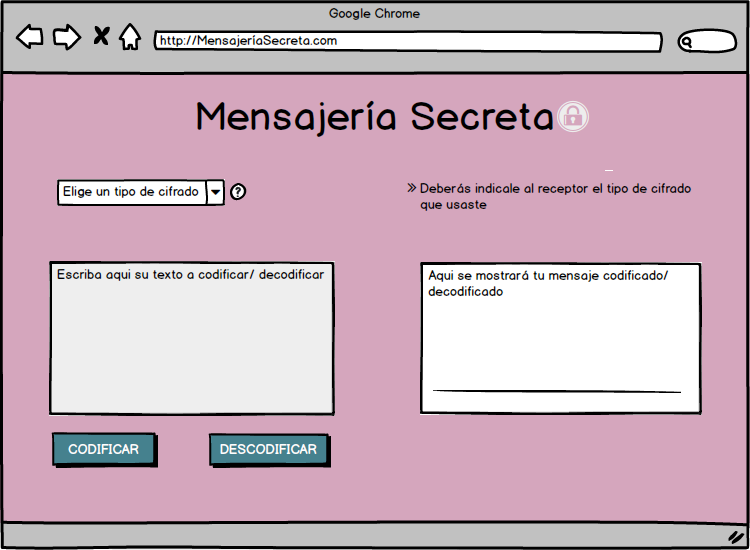 Google Chrome
http://MensajeríaSecreta.com
Mensajería Secreta
Elige un tipo de cifrado
?
» Deberás indicale al receptor el tipo de cifrado
que usaste
Escriba aqui su texto a codificar/ decodificar
Aqui se mostrará tu mensaje codificado/
decodificado
CODIFICAR
DESCODIFICAR